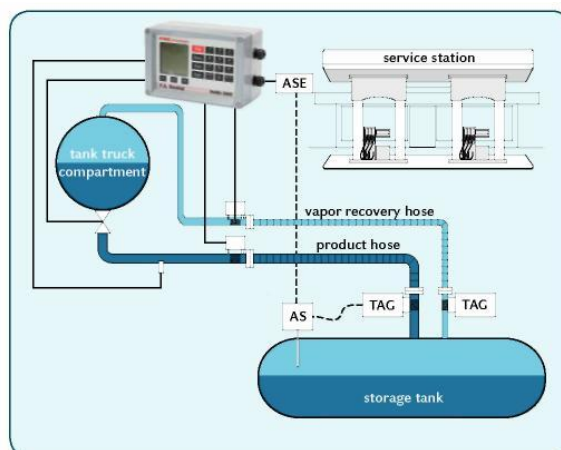 service station
ASE
tank truck
compartment
vapor recovery hose
product hose
AS
TAG
TAG
storage tank